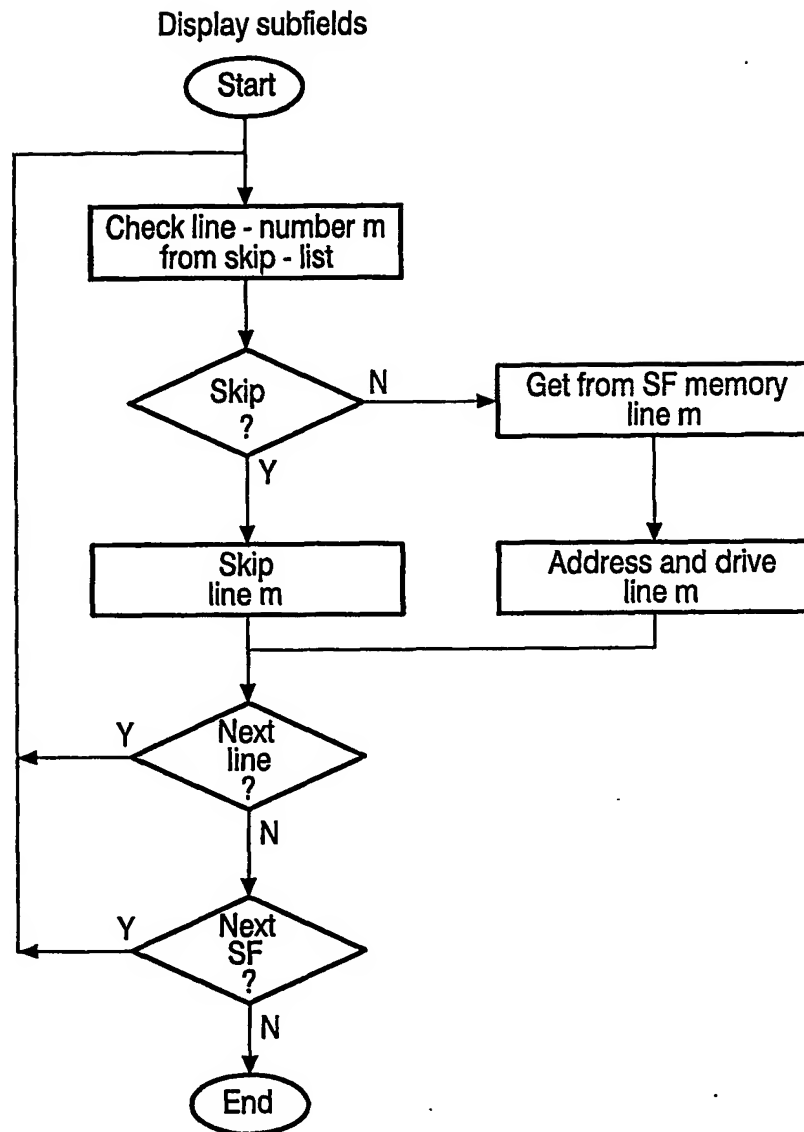 Display subfields
Start
Check line - number m
from skip - list
Skip
?
N
Y
Get from SF memory
line m
Skip
line m
Address and drive
line m
Next
line
?
Y
N
Next
SF
?
Y
N
End